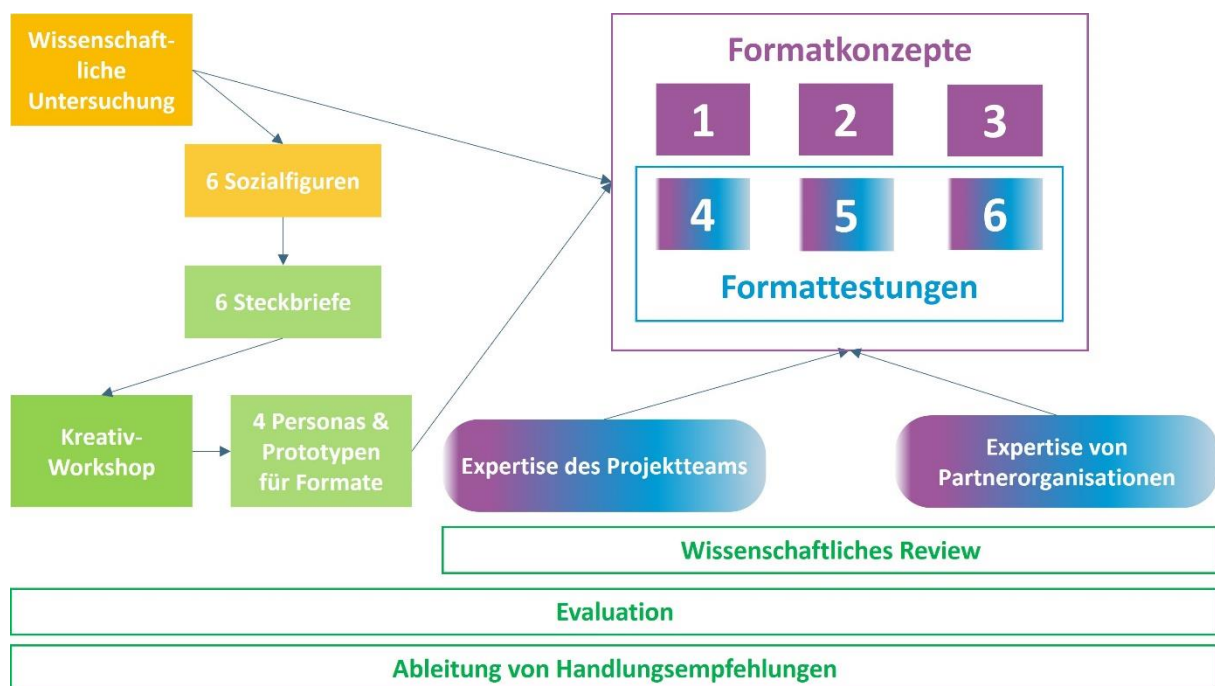 Wissenschaft-
liche
Untersuchung
6 Sozialfiguren
6 Steckbriefe
Kreativ-
Workshop
4 Personas &
Prototypen
für Formate
Formatkonzepte
1
2
3
4
5
6
Formattestungen
Expertise des Projektteams
Expertise von
Partnerorganisationen
Wissenschaftliches Review
Evaluation
Ableitung von Handlungsempfehlungen